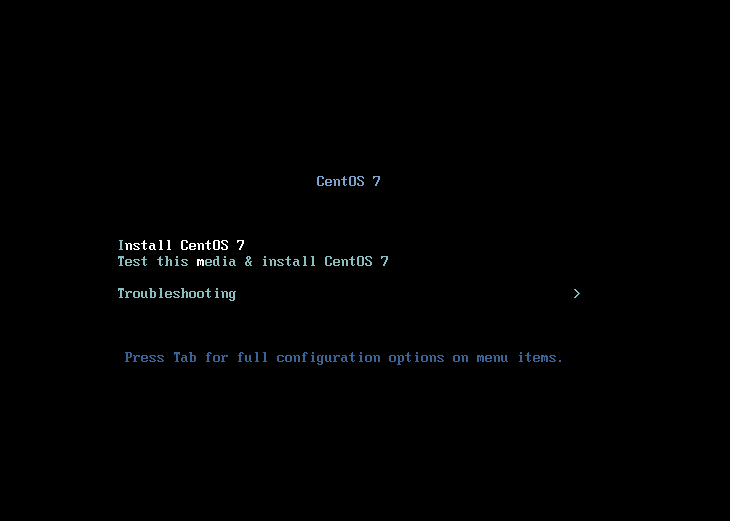 CentOS 7
Install CentOS 7
Test this media & install CentOS 7
Troubleshooting >
Press Tab for full configuration options on menu items.